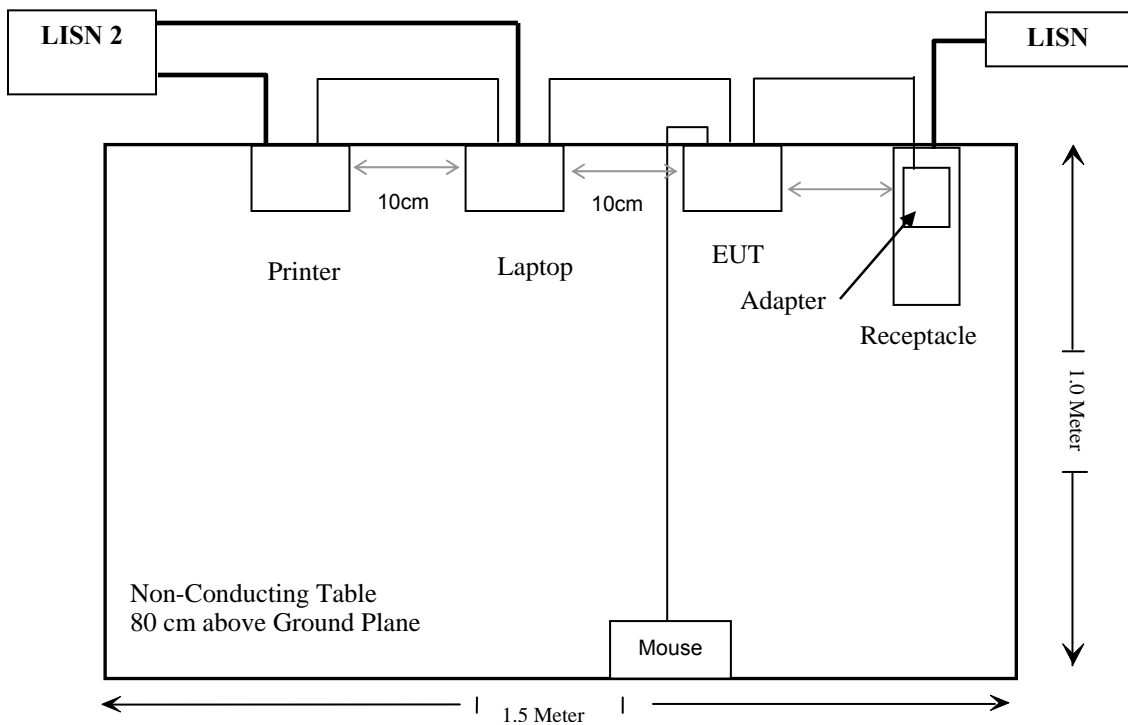 LISN 2
LISN
10cm
10cm
Printer
Laptop
EUT
Adapter
Receptacle
1.0 Meter
Non-Conducting Table
80 cm above Ground Plane
Mouse
1.5 Meter